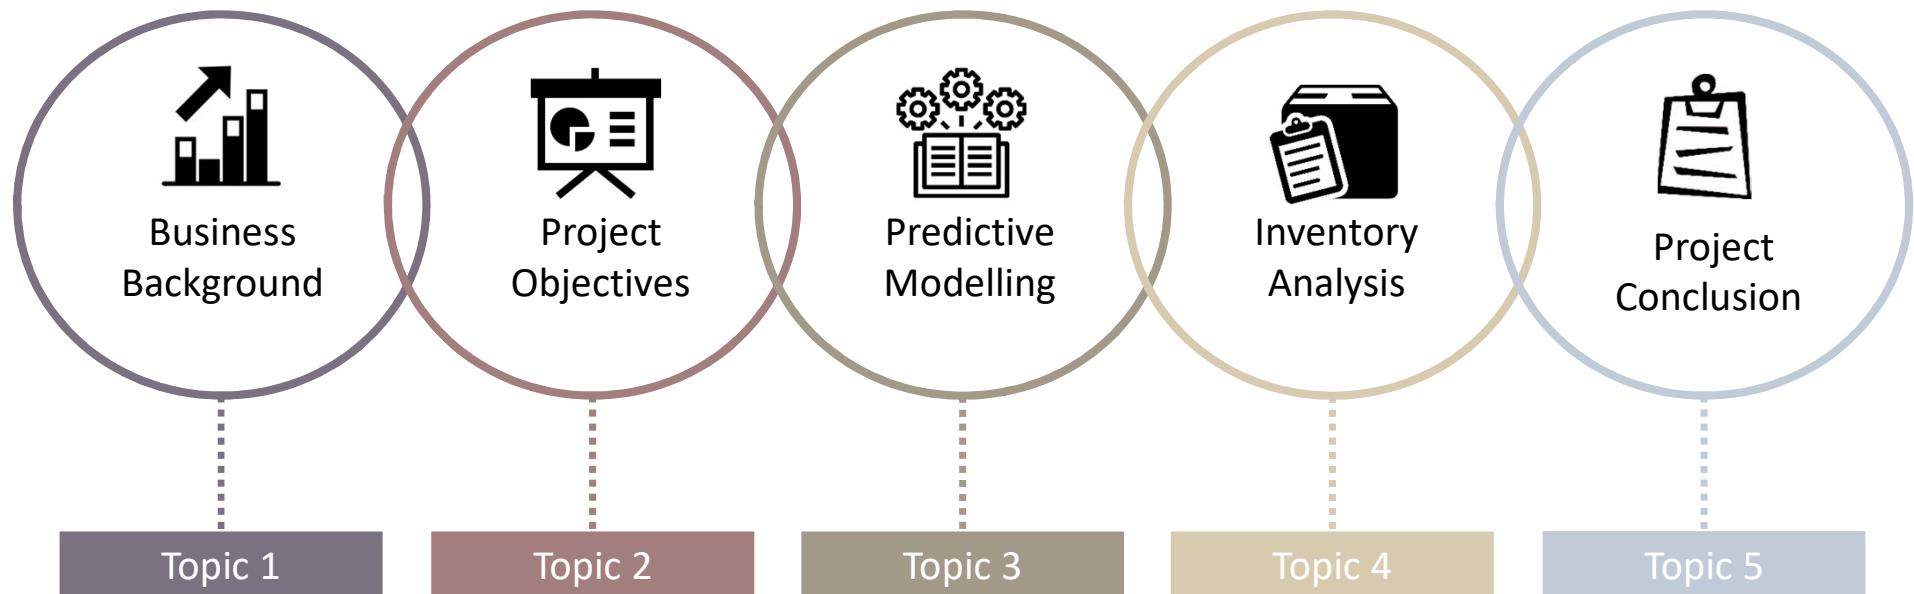 Business
Background
Project
Objectives
Predictive
Modelling
Inventory
Analysis
Project
Conclusion
Topic 1
Topic 2
Topic 3
Topic 4
Topic 5